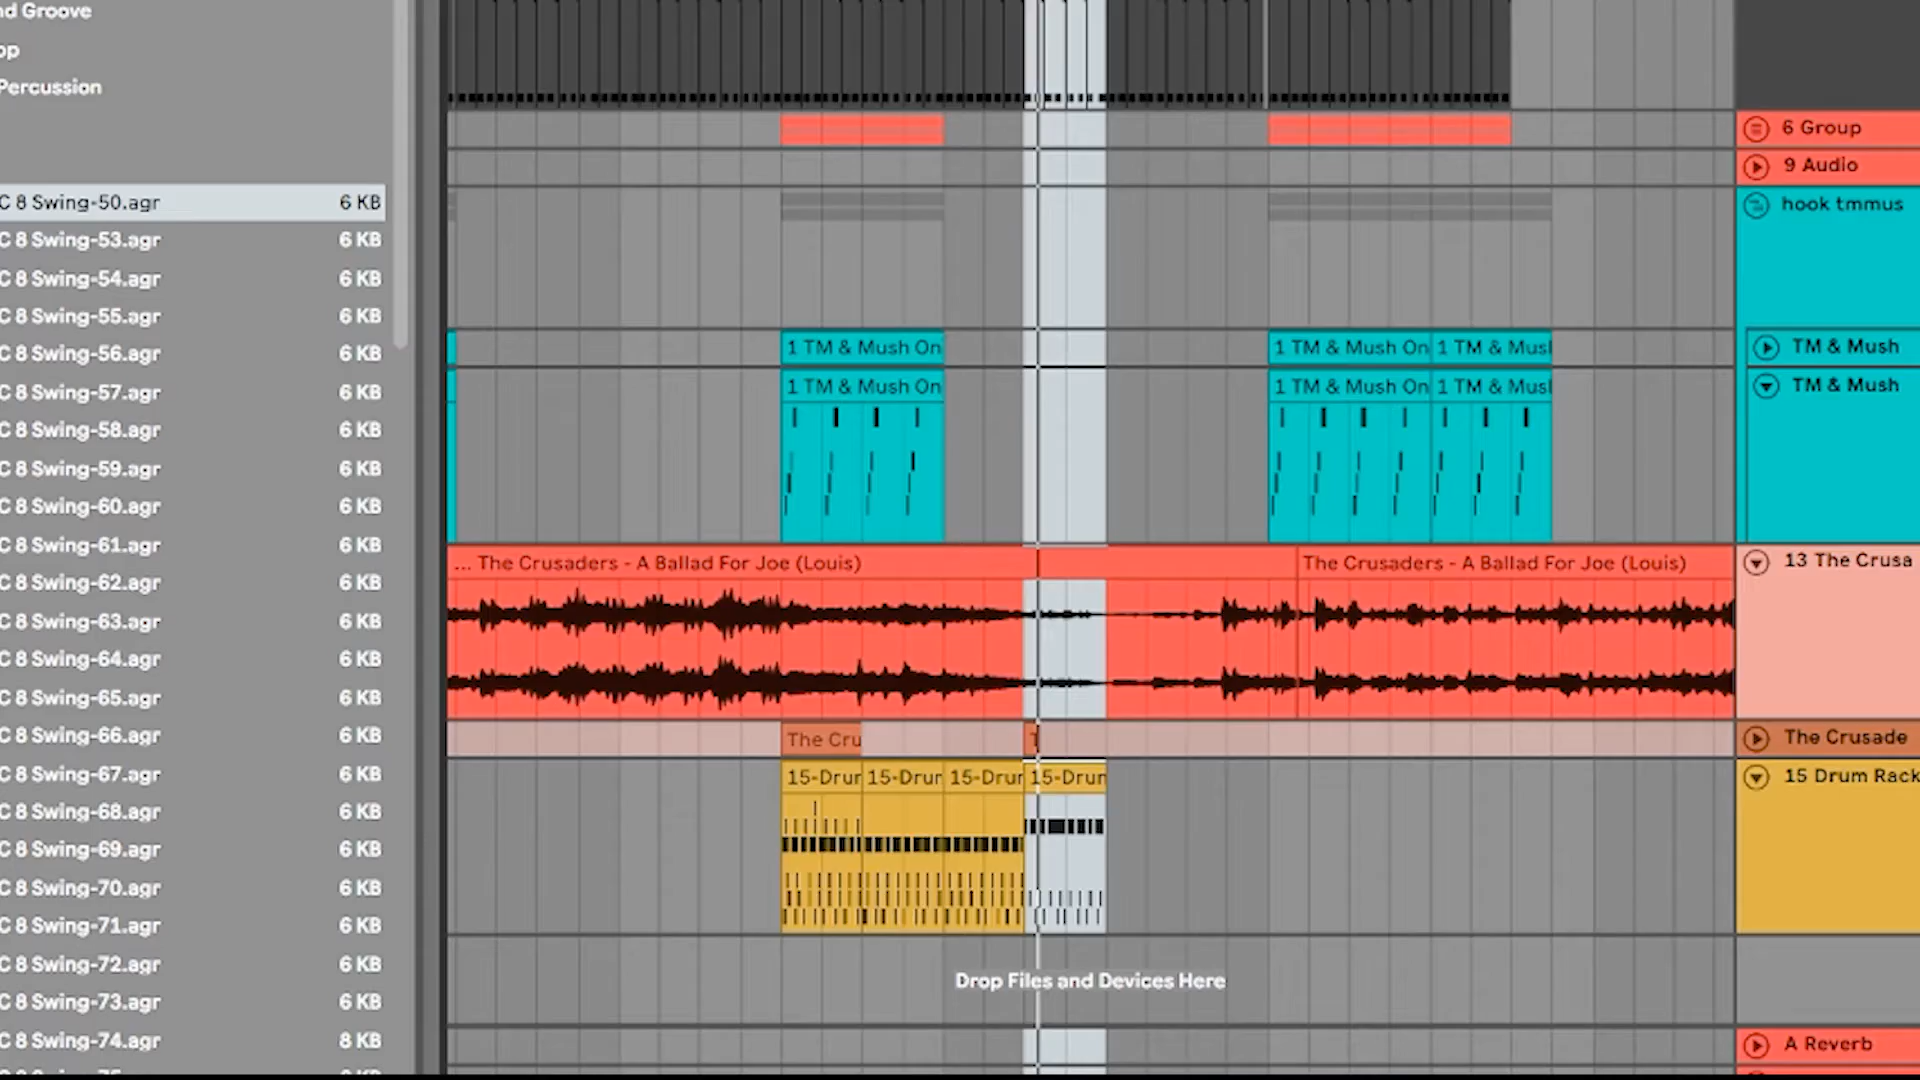 nd Groove
op
Percussion
C 8 Swing-50.agr 6 KB
C 8 Swing-53.agr 6 KB
C 8 Swing-54.agr 6 KB
C 8 Swing-55.agr 6 KB
C 8 Swing-56.agr 6 KB
C 8 Swing-57.agr 6 KB
C 8 Swing-58.agr 6 KB
C 8 Swing-59.agr 6 KB
C 8 Swing-60.agr 6 KB
C 8 Swing-61.agr 6 KB
C 8 Swing-62.agr 6 KB
C 8 Swing-63.agr 6 KB
C 8 Swing-64.agr 6 KB
C 8 Swing-65.agr 6 KB
C 8 Swing-66.agr 6 KB
C 8 Swing-67.agr 6 KB
C 8 Swing-68.agr 6 KB
C 8 Swing-69.agr 6 KB
C 8 Swing-70.agr 6 KB
C 8 Swing-71.agr 6 KB
C 8 Swing-72.agr 6 KB
C 8 Swing-73.agr 6 KB
C 8 Swing-74.agr 8 KB
1 TM & Mush On 1 TM & Mush On 1 TM & Mus
1 TM & Mush On 1 TM & Mush On 1 TM & Mus
... The Crusaders - A Ballad For Joe (Louis) The Crusaders - A Ballad For Joe (Louis)
The Cru
15-Drur 15-Drur 15-Drur 15-Drun
Drop Files and Devices Here
6 Group
9 Audio
hook tmmus
TM & Mush
TM & Mush
13 The Crusa
The Crusade
15 Drum Rack
A Reverb